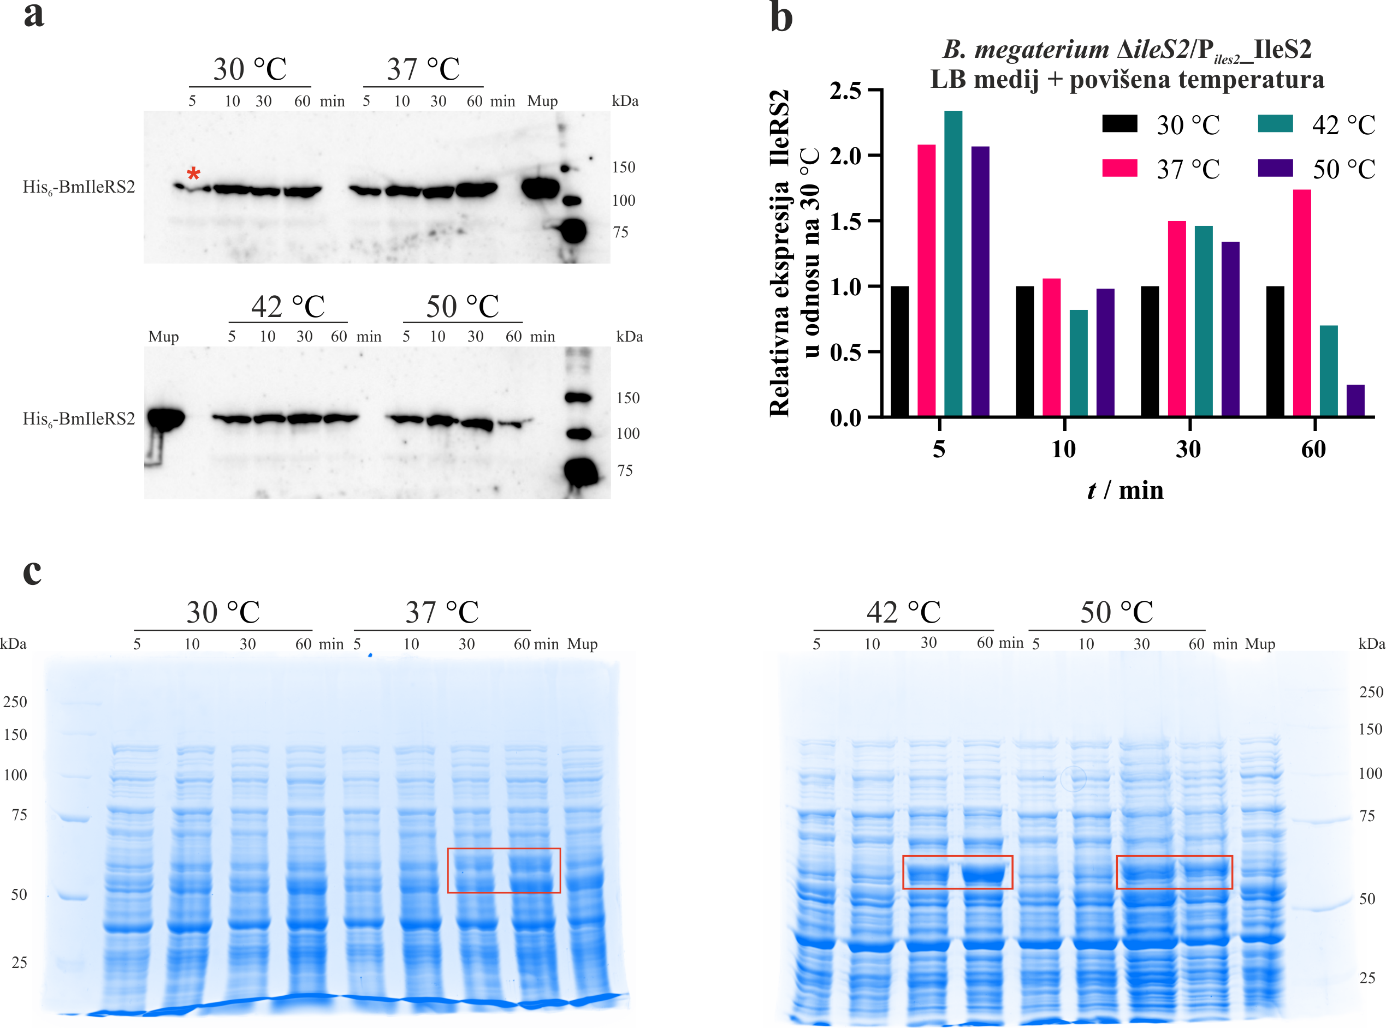 a
30 °C 37 °C
5 10 30 60 min 5 10 30 60 min Mup kDa
*
His6-BmIleRS2
150
100
75
42 °C 50 °C
Mup 5 10 30 60 min 5 10 30 60 min kDa
His6-BmIleRS2
150
100
75
b
B. megaterium ΔileS2/Piles2_IleS2
LB medij + povišena temperatura
Relativna ekspresija IleRS2
u odnosu na 30 °C
30 °C 42 °C
37 °C 50 °C
2.5
2.0
1.5
1.0
0.5
0.0
5 10 30 60
t / min
c
30 °C 37 °C
kDa 5 10 30 60 min 5 10 30 60 min Mup
250
150
100
75
50
25
42 °C 50 °C
5 10 30 60 min 5 10 30 60 min Mup kDa
250
150
100
75
50
25